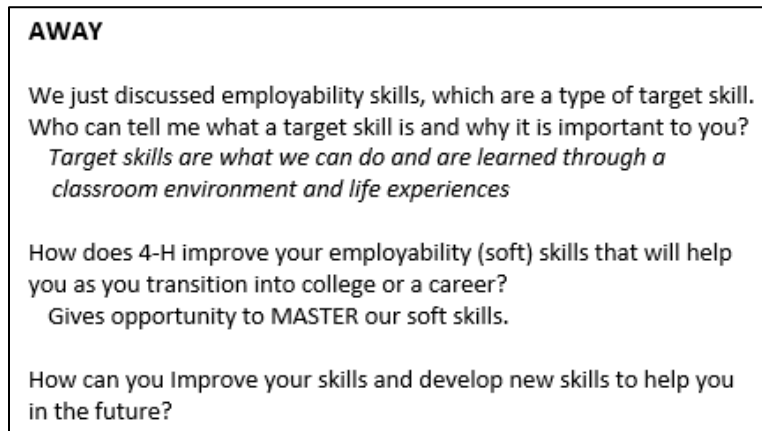 AWAY
We just discussed employability skills, which are a type of target skill.
Who can tell me what a target skill is and why it is important to you?
Target skills are what we can do and are learned through a
classroom environment and life experiences
How does 4-H improve your employability (soft) skills that will help
you as you transition into college or a career?
Gives opportunity to MASTER our soft skills.
How can you Improve your skills and develop new skills to help you
in the future?